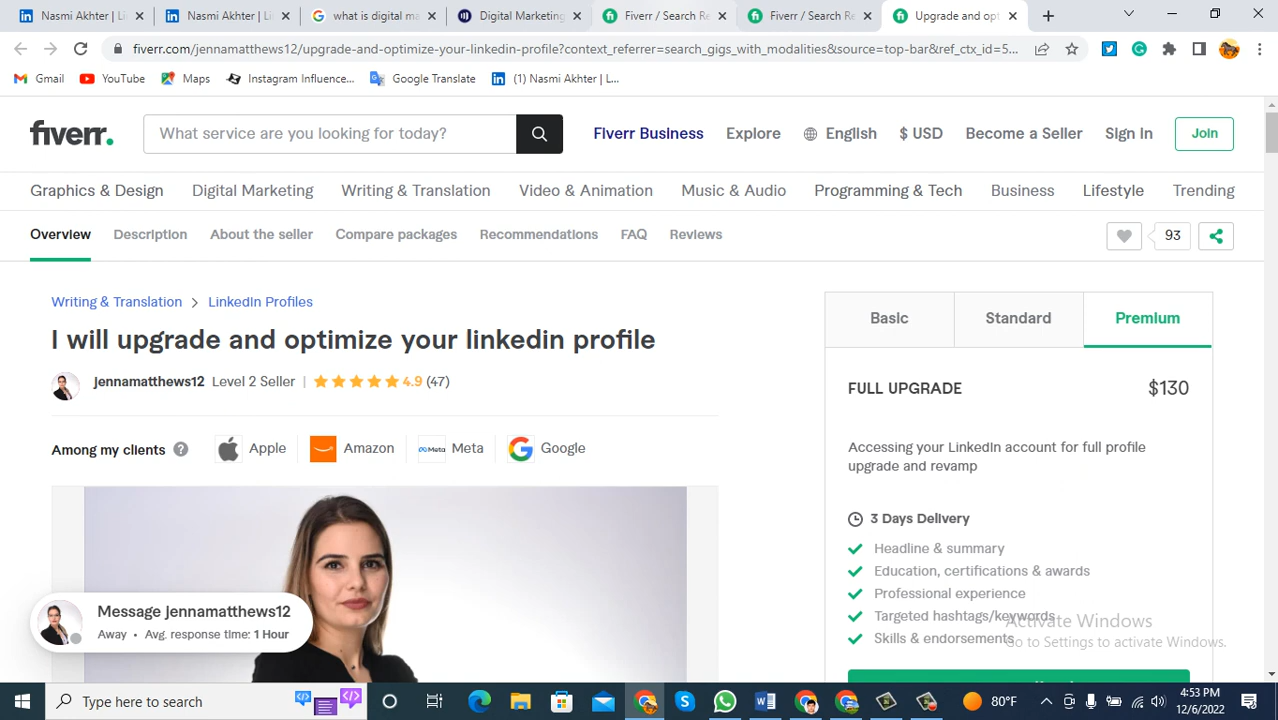 Nasmi Akhter | Li
Nasmi Akhter | Li
what is digital ma
Digital Marketing
Fiverr / Search Re
Fiverr / Search Re
Upgrade and opt
fiverr.com/jennamatthews12/upgrade-and-optimize-your-linkedin-profile?context_referrer=search_gigs_with_modalities&source=top-bar&ref_ctx_id=5...
Gmail YouTube Maps Instagram Influence... Google Translate (1) Nasmi Akhter | L...
fiverr. What service are you looking for today? Fiverr Business Explore English $ USD Become a Seller Sign In Join
Graphics & Design Digital Marketing Writing & Translation Video & Animation Music & Audio Programming & Tech Business Lifestyle Trending
Overview Description About the seller Compare packages Recommendations FAQ Reviews 93
Writing & Translation > LinkedIn Profiles
I will upgrade and optimize your linkedin profile
jennamatthews12 Level 2 Seller | 4.9 (47)
Among my clients ? Apple Amazon Meta Meta Google
Basic Standard Premium
FULL UPGRADE $130
Accessing your LinkedIn account for full profile
upgrade and revamp
3 Days Delivery
Headline & summary
Education, certifications & awards
Professional experience
Targeted hashtags/keywords
Skills & endorsements
Message jennamatthews12
Away • Avg. response time: 1 Hour
Activate Windows
Go to Settings to activate Windows.
Type here to search
80°F
4:53 PM
12/6/2022